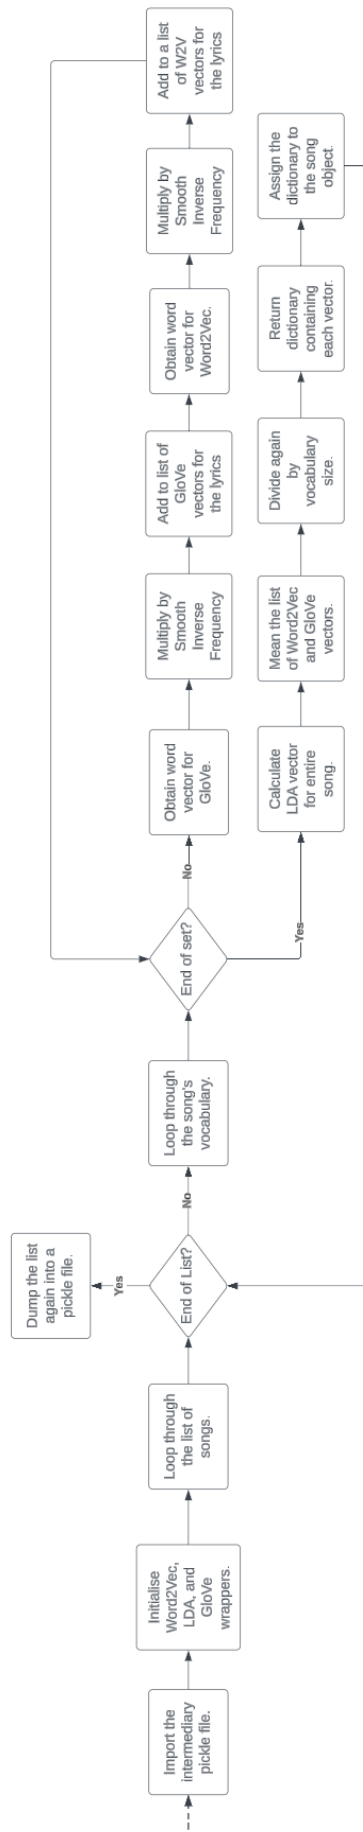 Import the
intermediary
pickle file.
Initialise
Word2Vec,
LDA, and
GloVe
wrappers.
Loop through
the list of
songs.
End of List?
Yes
Dump the list
again into a
pickle file.
No
Loop through
the song's
vocabulary.
End of set?
No
Obtain word
vector for
GloVe.
Multiply by
Smooth
Inverse
Frequency
Add to list of
GloVe
vectors for
the lyrics
Obtain word
vector for
Word2Vec.
Multiply by
Smooth
Inverse
Frequency
Add to a list
of W2V
vectors for
the lyrics
Yes
Calculate
LDA vector
for entire
song.
Mean the list
of Word2Vec
and GloVe
vectors.
Divide again
by
vocabulary
size.
Return
dictionary
containing
each vector.
Assign the
dictionary to
the song
object.